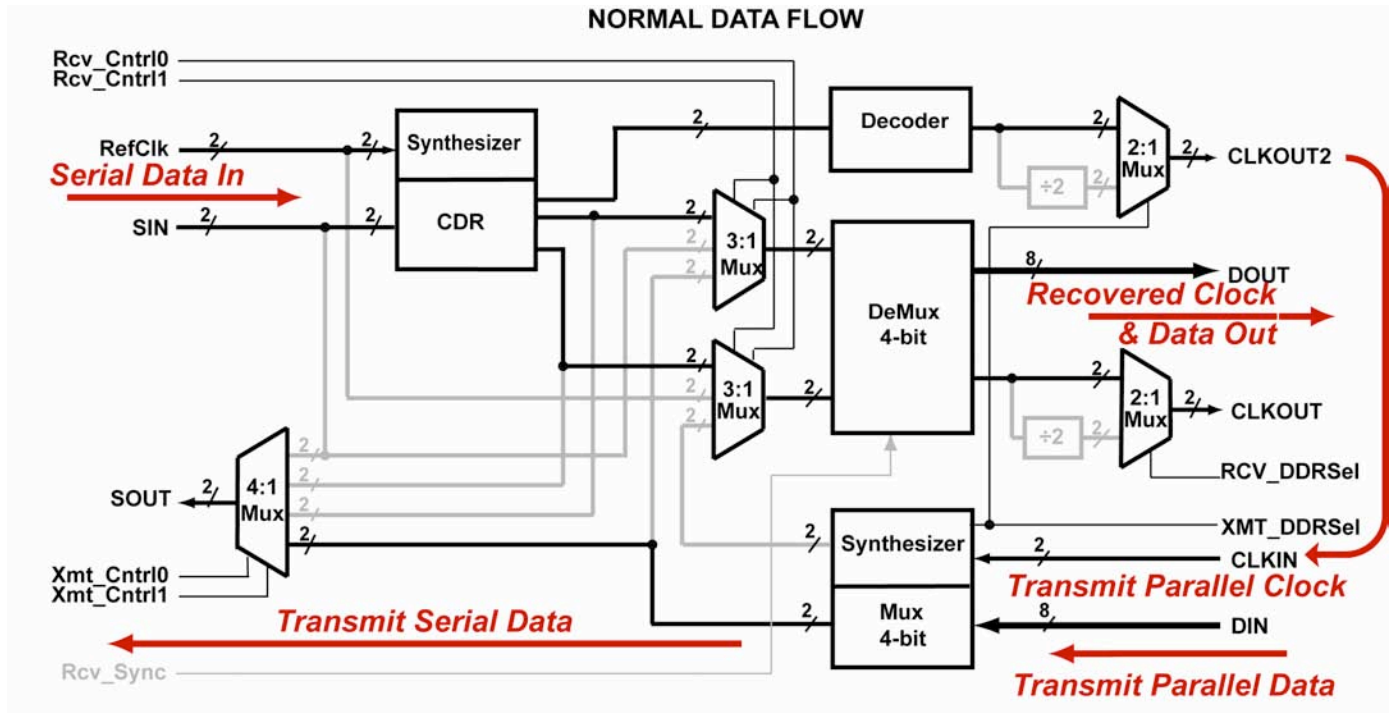 NORMAL DATA FLOW
Rcv_Cntrl0
Rcv_Cntrl1
RefClk
2
2
Synthesizer
2
Decoder
2
2:1
Mux
2
CLKOUT2
÷2
2
Serial Data In
SIN
2
CDR
2
2
2
3:1
Mux
2
DeMux
4-bit
8
DOUT
Recovered Clock
& Data Out
2
2
2
3:1
Mux
2
2
2:1
Mux
2
CLKOUT
÷2
2
RCV_DDRSel
SOUT
2
4:1
Mux
2
2
2
2
2
Synthesizer
XMT_DDRSel
2
CLKIN
Transmit Parallel Clock
Xmt_Cntrl0
Xmt_Cntrl1
Transmit Serial Data
2
Mux
4-bit
8
DIN
Rcv_Sync
Transmit Parallel Data